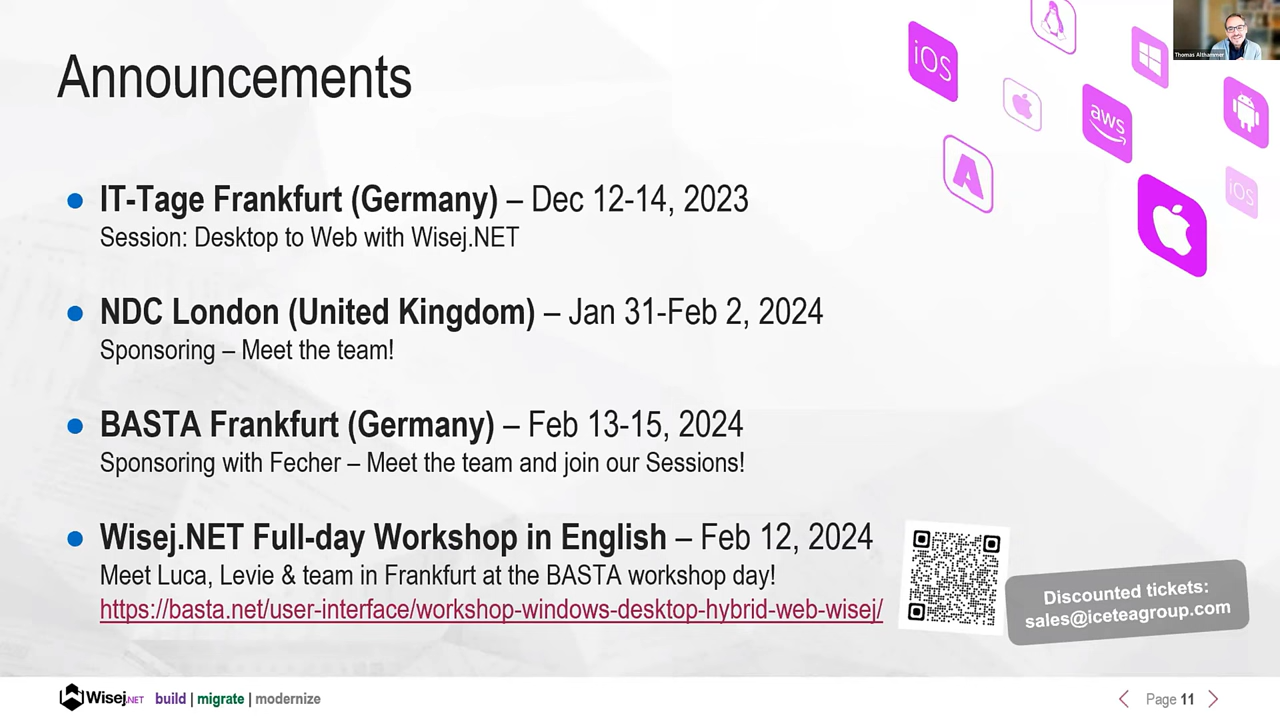 Announcements
iOS
aws
iOS
Thomas Althammer
IT-Tage Frankfurt (Germany) – Dec 12-14, 2023
Session: Desktop to Web with Wisej.NET
NDC London (United Kingdom) – Jan 31-Feb 2, 2024
Sponsoring – Meet the team!
BASTA Frankfurt (Germany) – Feb 13-15, 2024
Sponsoring with Fecher – Meet the team and join our Sessions!
Wisej.NET Full-day Workshop in English – Feb 12, 2024
Meet Luca, Levie & team in Frankfurt at the BASTA workshop day!
https://basta.net/user-interface/workshop-windows-desktop-hybrid-web-wisej/
Discounted tickets:
sales@iceteagroup.com
Wisej.NET build | migrate | modernize
Page 11